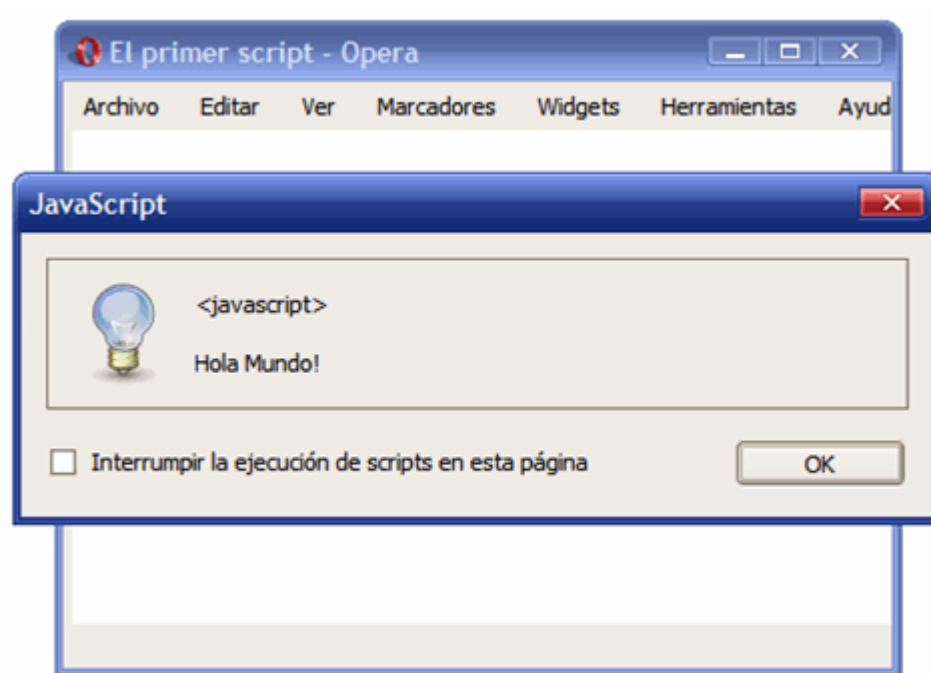 El primer script - Opera
Archivo Editar Ver Marcadores Widgets Herramientas Ayud
JavaScript
<javascript>
Hola Mundo!
Interrumpir la ejecución de scripts en esta página
OK